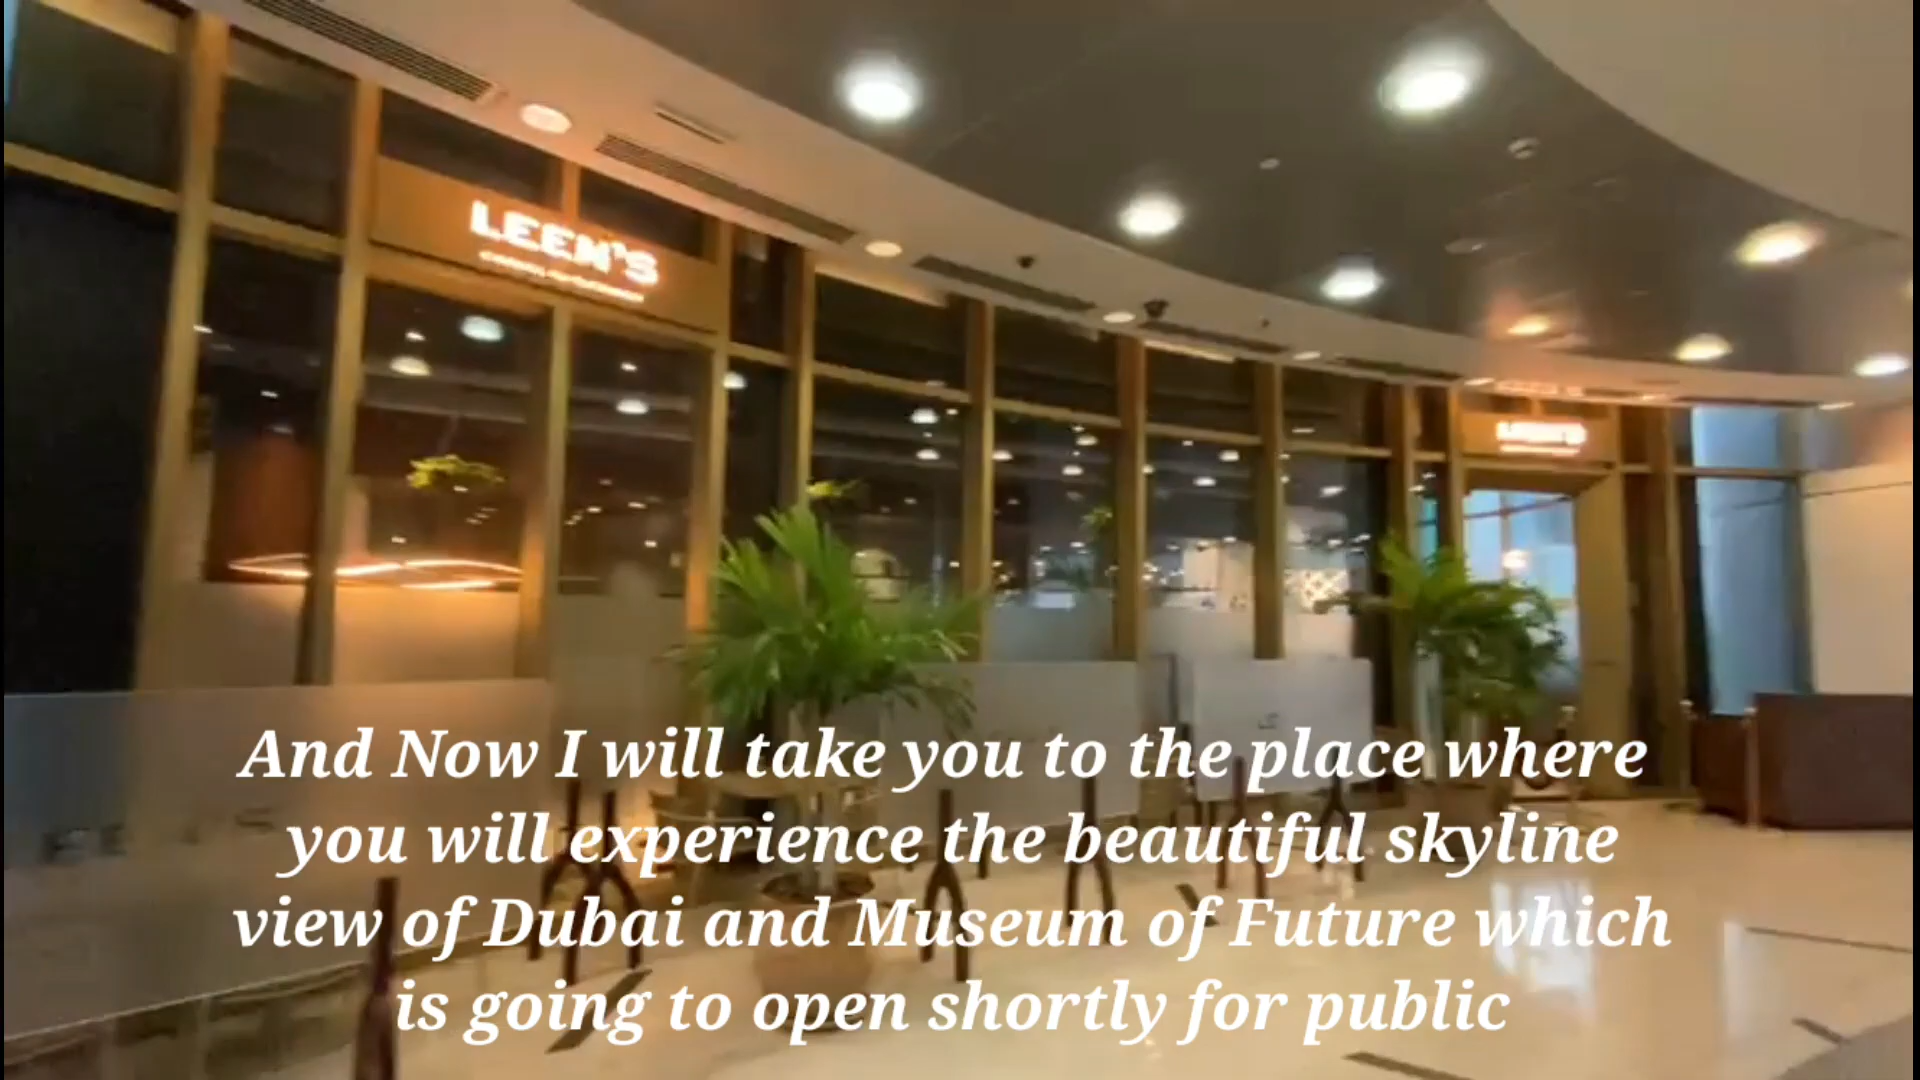 LEEN'S
LEEN'S
And Now I will take you to the place where
you will experience the beautiful skyline
view of Dubai and Museum of Future which
is going to open shortly for public